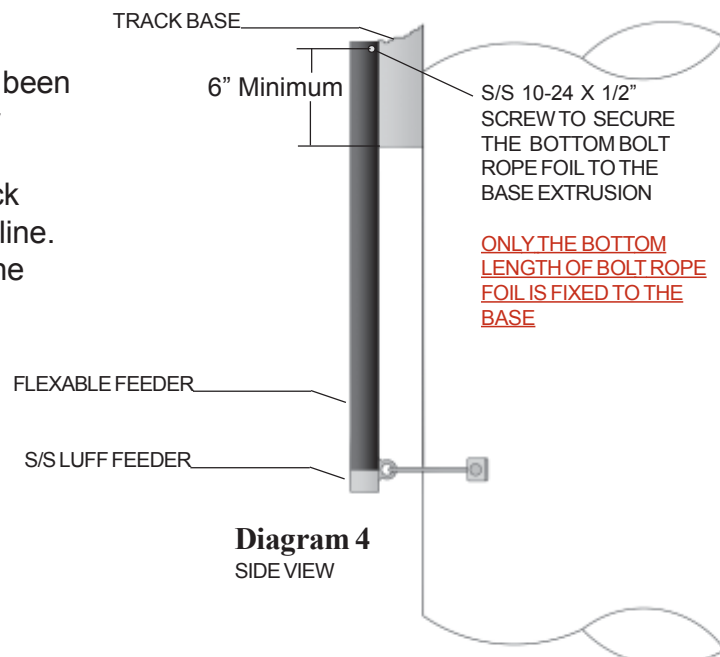 TRACK BASE
been
6” Minimum
ck
line.
ne
S/S 10-24 X 1/2”
SCREW TO SECURE
THE BOTTOM BOLT
ROPE FOIL TO THE
BASE EXTRUSION
ONLY THE BOTTOM
LENGTH OF BOLT ROPE
FOIL IS FIXED TO THE
BASE
FLEXABLE FEEDER
S/S LUFF FEEDER
Diagram 4
SIDE VIEW